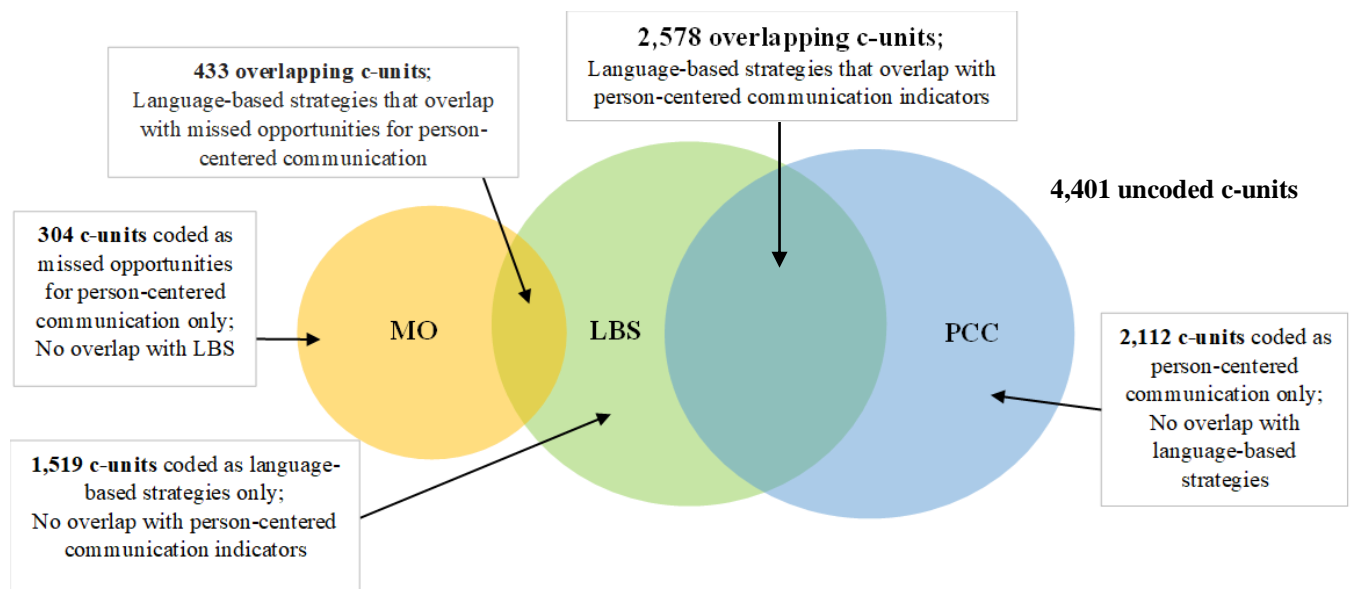 2,578 overlapping c-units;
Language-based strategies that overlap with
person-centered communication indicators
433 overlapping c-units;
Language-based strategies that overlap
with missed opportunities for person-
centered communication
4,401 uncoded c-units
304 c-units coded as
missed opportunities
for person-centered
communication only;
No overlap with LBS
MO
LBS
PCC
2,112 c-units coded as
person-centered
communication only;
No overlap with
language-based
strategies
1,519 c-units coded as language-
based strategies only;
No overlap with person-centered
communication indicators